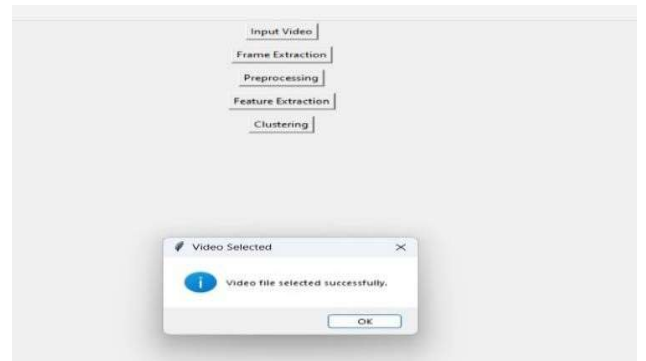 Input Video
Frame Extraction
Preprocessing
Feature Extraction
Clustering
Video Selected
Video file selected successfully.
OK